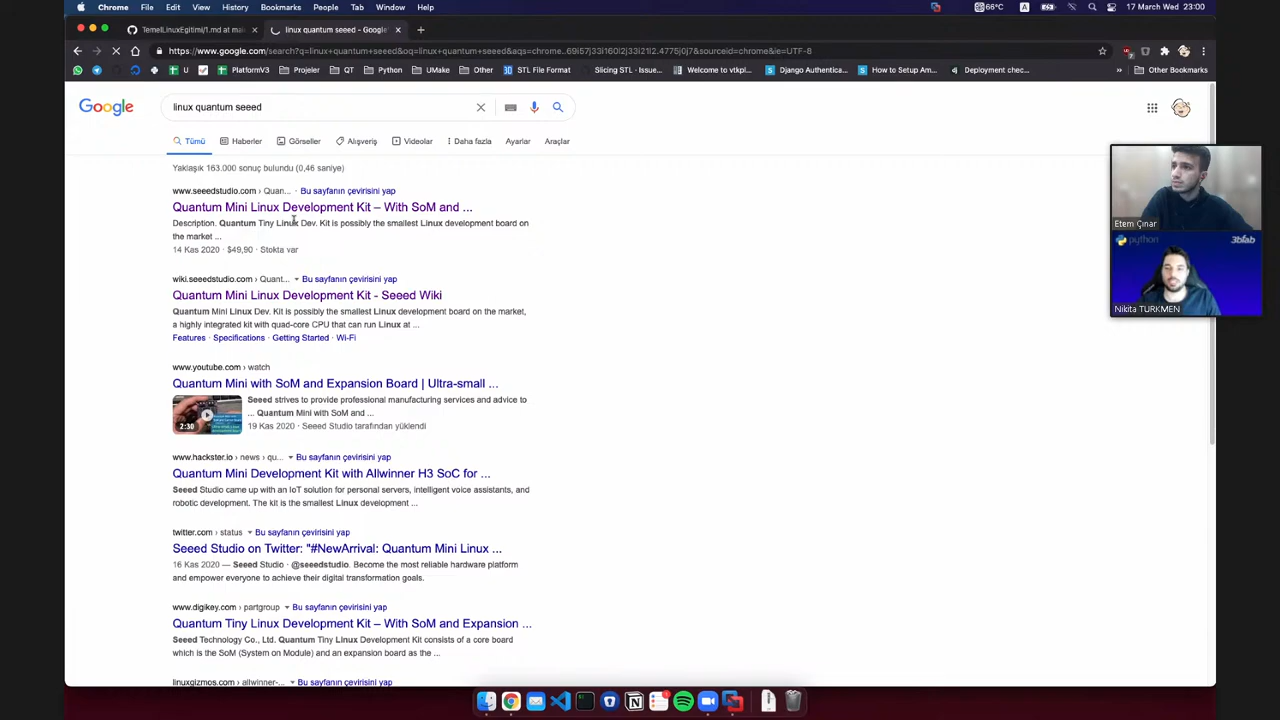 Chrome File Edit View History Bookmarks People Tab Window Help
66°C
17 March Wed 23:00
TemelLinuxEgitimi/1.md at mai
linux quantum seeed - Google
https://www.google.com/search?q=linux+quantum+seeed&oq=linux+quantum+seeed&aqs=chrome..69i57j33i160l2j33i21l2.4775j0j7&sourceid=chrome&ie=UTF-8
U
PlatformV3
Projeler
QT
Python
UMake
Other
STL File Format
Slicing STL - Issue...
Welcome to vtkpl...
Django Authentica...
How to Setup Am...
Deployment chec...
»
Other Bookmarks
Google
linux quantum seeed
Tümü
Haberler
Görseller
Alışveriş
Videolar
Daha fazla
Ayarlar
Araçlar
Yaklaşık 163.000 sonuç bulundu (0,46 saniye)
www.seeedstudio.com › Quan... · Bu sayfanın çevirisini yap
Quantum Mini Linux Development Kit – With SoM and ...
Description. Quantum Tiny Linux Dev. Kit is possibly the smallest Linux development board on
the market ...
14 Kas 2020 · $49,90 · Stokta var
wiki.seeedstudio.com › Quant... Bu sayfanın çevirisini yap
Quantum Mini Linux Development Kit - Seeed Wiki
Quantum Mini Linux Dev. Kit is possibly the smallest Linux development board on the market,
a highly integrated kit with quad-core CPU that can run Linux at ...
Features · Specifications · Getting Started · Wi-Fi
www.youtube.com › watch
Quantum Mini with SoM and Expansion Board | Ultra-small ...
Seeed strives to provide professional manufacturing services and advice to
... Quantum Mini with SoM and ...
2:30
19 Kas 2020 · Seeed Studio tarafından yüklendi
www.hackster.io › news › qu... Bu sayfanın çevirisini yap
Quantum Mini Development Kit with Allwinner H3 SoC for ...
Seeed Studio came up with an IoT solution for personal servers, intelligent voice assistants, and
robotic development. The kit is the smallest Linux development ...
twitter.com › status Bu sayfanın çevirisini yap
Seeed Studio on Twitter: "#NewArrival: Quantum Mini Linux ...
16 Kas 2020 — Seeed Studio · @seeedstudio. Become the most reliable hardware platform
and empower everyone to achieve their digital transformation goals.
www.digikey.com › partgroup Bu sayfanın çevirisini yap
Quantum Tiny Linux Development Kit – With SoM and Expansion ...
Seeed Technology Co., Ltd. Quantum Tiny Linux Development Kit consists of a core board
which is the SoM (System on Module) and an expansion board as the ...
linuxgizmos.com › allwinner-... Bu sayfanın çevirisini yap
Etem Çınar
python
3bfab
Nikita TURKMEN